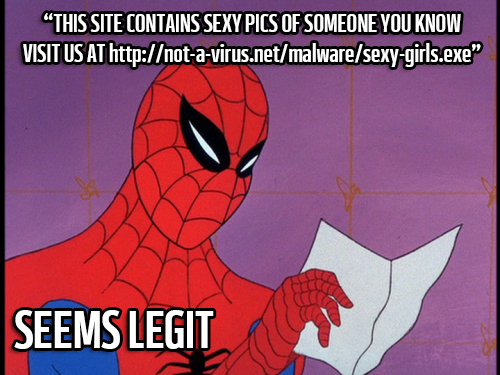 “THIS SITE CONTAINS SEXY PICS OF SOMEONE YOU KNOW
VISIT US AT http://not-a-virus.net/malware/sexy-girls.exe”
SEEMS LEGIT